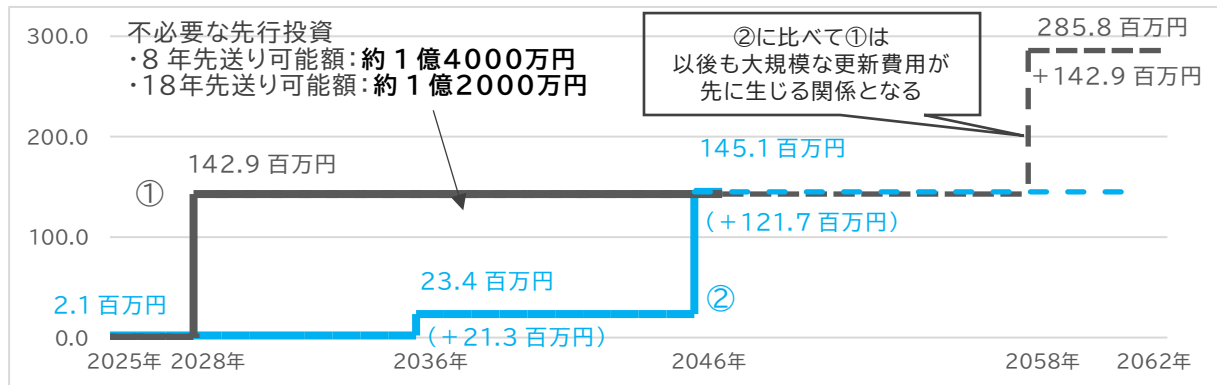 300.0
200.0
100.0
0.0
不必要な先行投資
・8年先送り可能額：約１億4000万円
・18年先送り可能額：約１億2000万円
②に比べて①は
以後も大規模な更新費用が
先に生じる関係となる
285.8 百万円
＋142.9 百万円
142.9 百万円
①
145.1 百万円
（＋121.7 百万円）
2.1 百万円
23.4 百万円
（＋21.3 百万円）
②
2025年 2028年 2036年 2046年 2058年 2062年